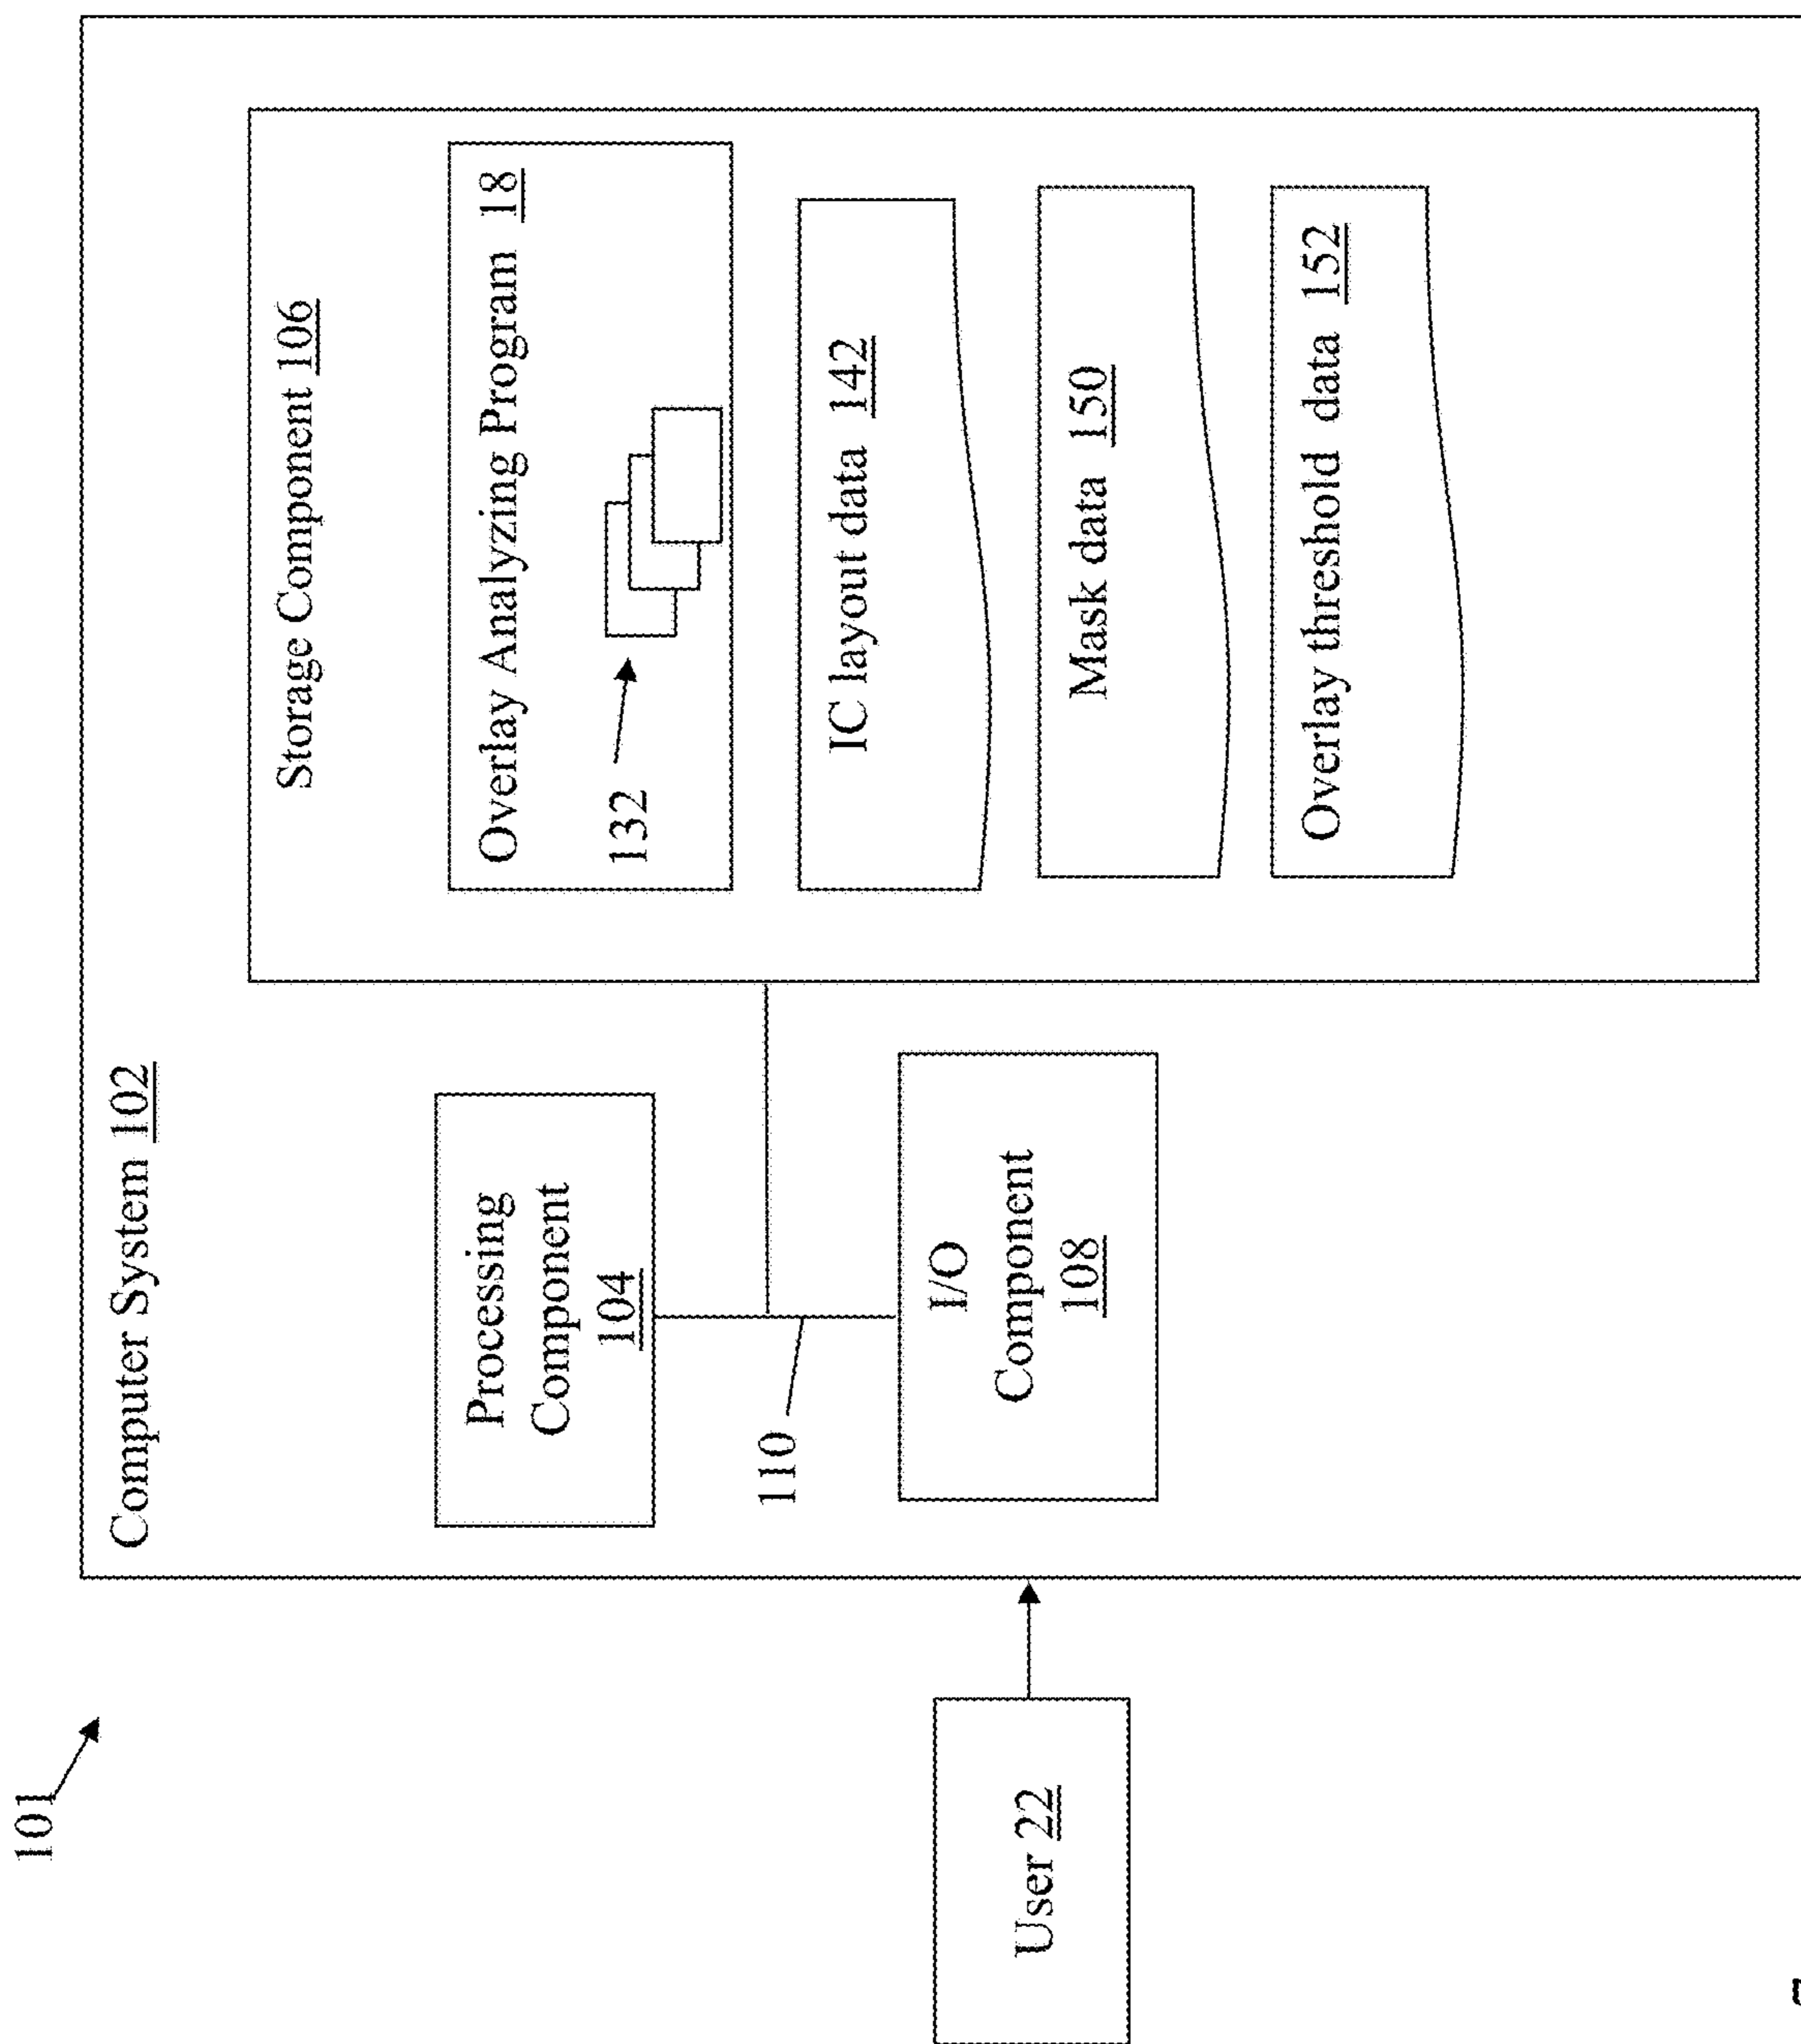 101
Computer System 102
Storage Component 106
Processing
Component
104
Overlay Analyzing Program 18
132
110
IC layout data 142
User 22
I/O
Component
108
Mask data 150
Overlay threshold data 152